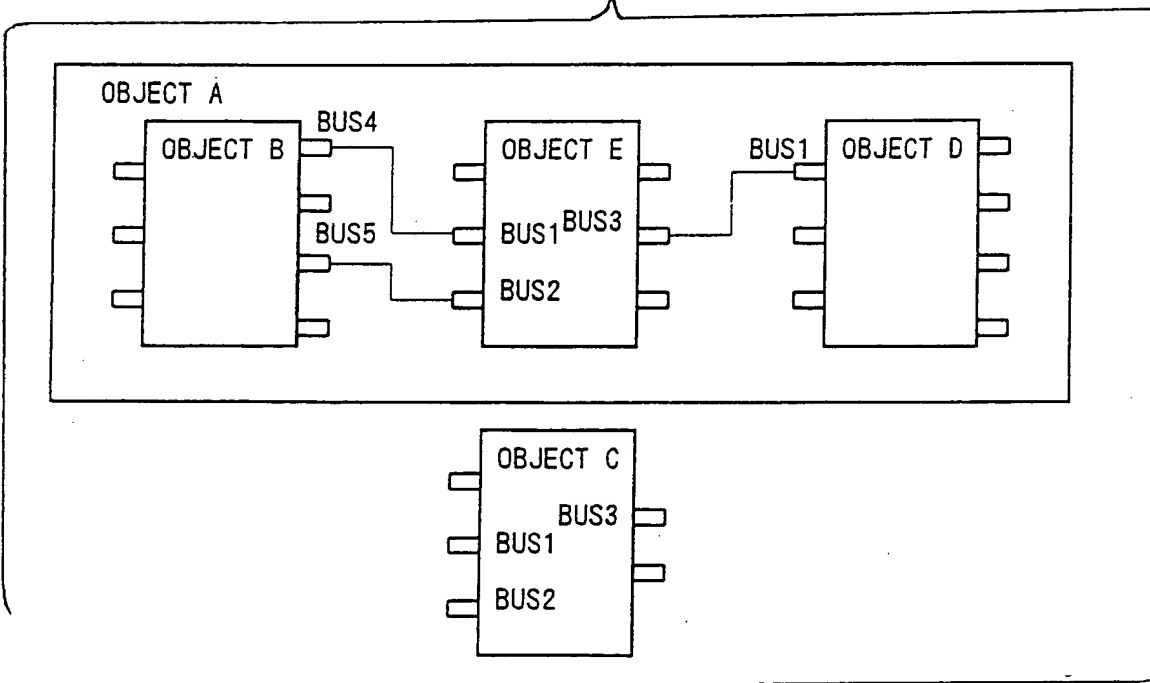 OBJECT A
BUS4
OBJECT B
OBJECT E
BUS1
OBJECT D
BUS5
BUS1
BUS3
BUS2
OBJECT C
BUS3
BUS1
BUS2